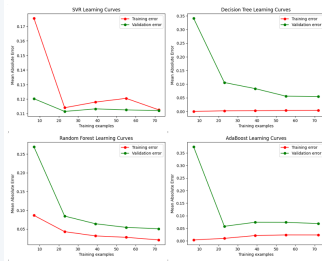 SVR Learning Curves
Training error
Validation error
0.17
0.16
0.15
0.14
0.13
0.12
0.11
Mean Absolute Error
10 20 30 40 50 60 70
Training examples
Decision Tree Learning Curves
Training error
Validation error
0.35
0.30
0.25
0.20
0.15
0.10
0.05
0.00
Mean Absolute Error
10 20 30 40 50 60 70
Training examples
Random Forest Learning Curves
Training error
Validation error
0.25
0.20
0.15
0.10
0.05
Mean Absolute Error
10 20 30 40 50 60 70
Training examples
AdaBoost Learning Curves
Training error
Validation error
0.40
0.35
0.30
0.25
0.20
0.15
0.10
0.05
0.00
Mean Absolute Error
10 20 30 40 50 60 70
Training examples